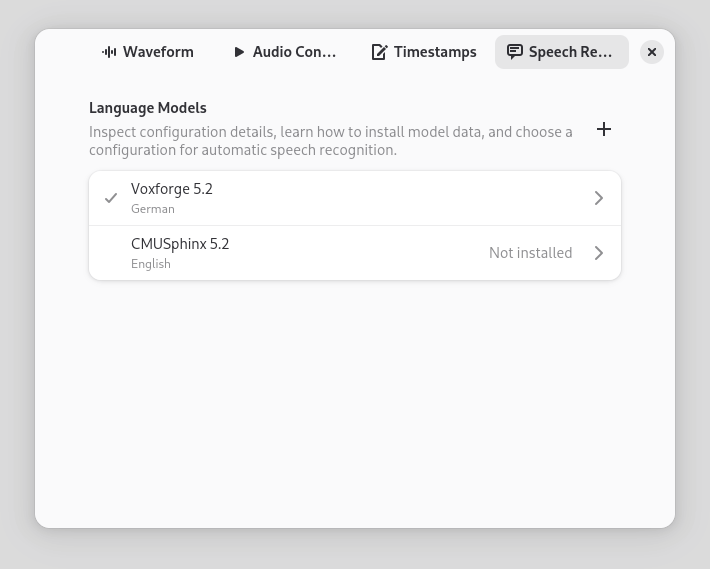 Waveform
Audio Con…
Timestamps
Speech Re…
Language Models
Inspect configuration details, learn how to install model data, and choose a
configuration for automatic speech recognition.
Voxforge 5.2
German
CMUSphinx 5.2
English
Not installed